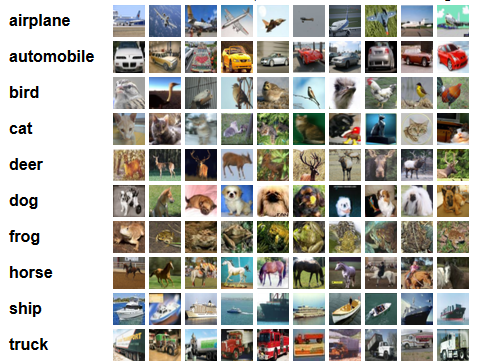 airplane
automobile
bird
cat
deer
dog
frog
horse
ship
truck